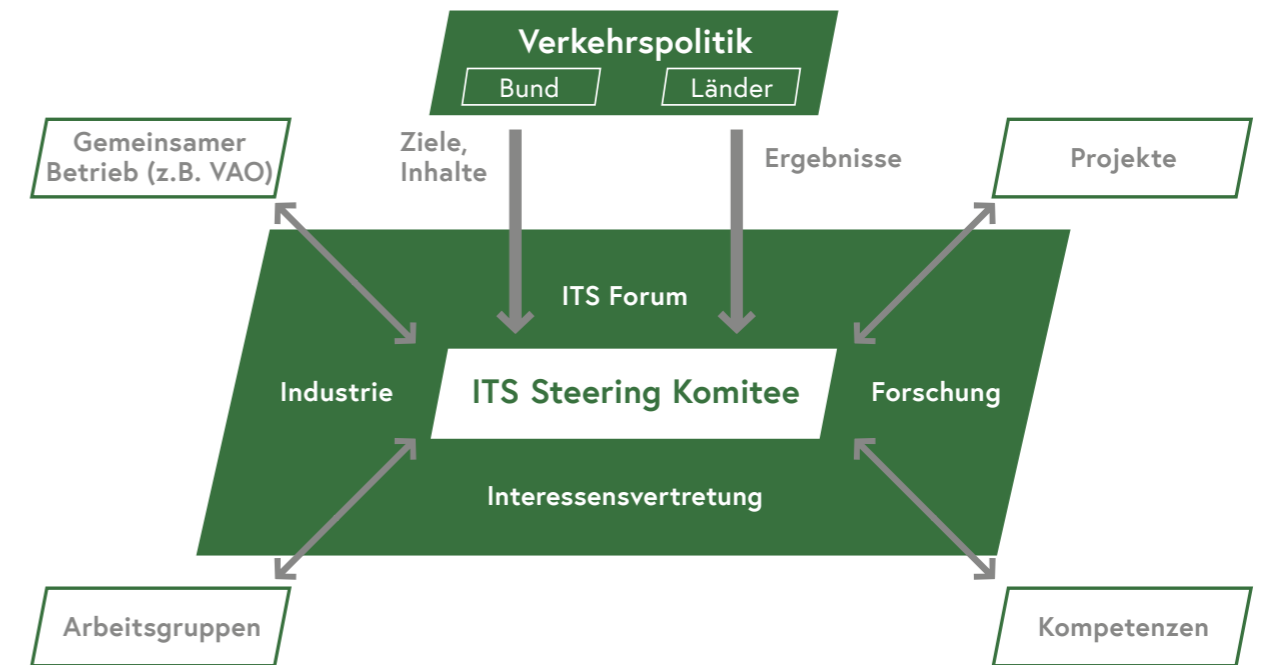 Verkehrspolitik
Bund
Länder
Gemeinsamer
Betrieb (z.B. VAO)
Ziele,
Inhalte
Ergebnisse
Projekte
ITS Forum
Industrie
ITS Steering Komitee
Forschung
Interessensvertretung
Arbeitsgruppen
Kompetenzen